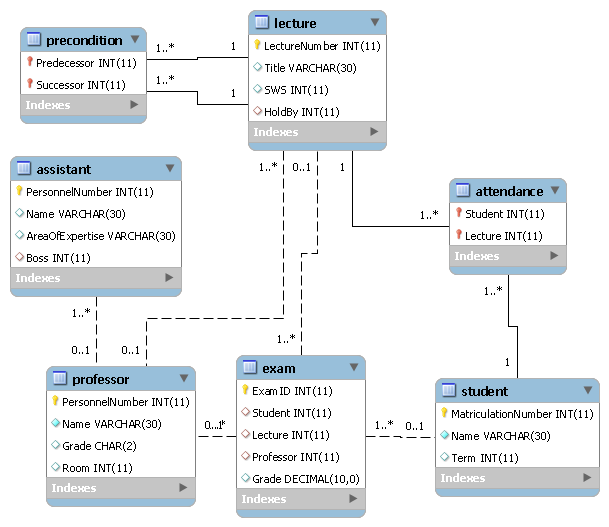 lecture
LectureNumber INT(11)
Title VARCHAR(30)
SWS INT(11)
HoldBy INT(11)
Indexes
precondition
Predecessor INT(11)
Successor INT(11)
Indexes
1..*
1
1..*
1
assistant
PersonnelNumber INT(11)
Name VARCHAR(30)
AreaOfExpertise VARCHAR(30)
Boss INT(11)
Indexes
1..*
0..1
1
attendance
Student INT(11)
Lecture INT(11)
Indexes
1..*
1..*
1..*
0..1
0..1
1..*
1
professor
PersonnelNumber INT(11)
Name VARCHAR(30)
Grade CHAR(2)
Room INT(11)
Indexes
exam
ExamID INT(11)
Student INT(11)
Lecture INT(11)
Professor INT(11)
Grade DECIMAL(10,0)
Indexes
1..*
0..1
student
MatriculationNumber INT(11)
Name VARCHAR(30)
Term INT(11)
Indexes